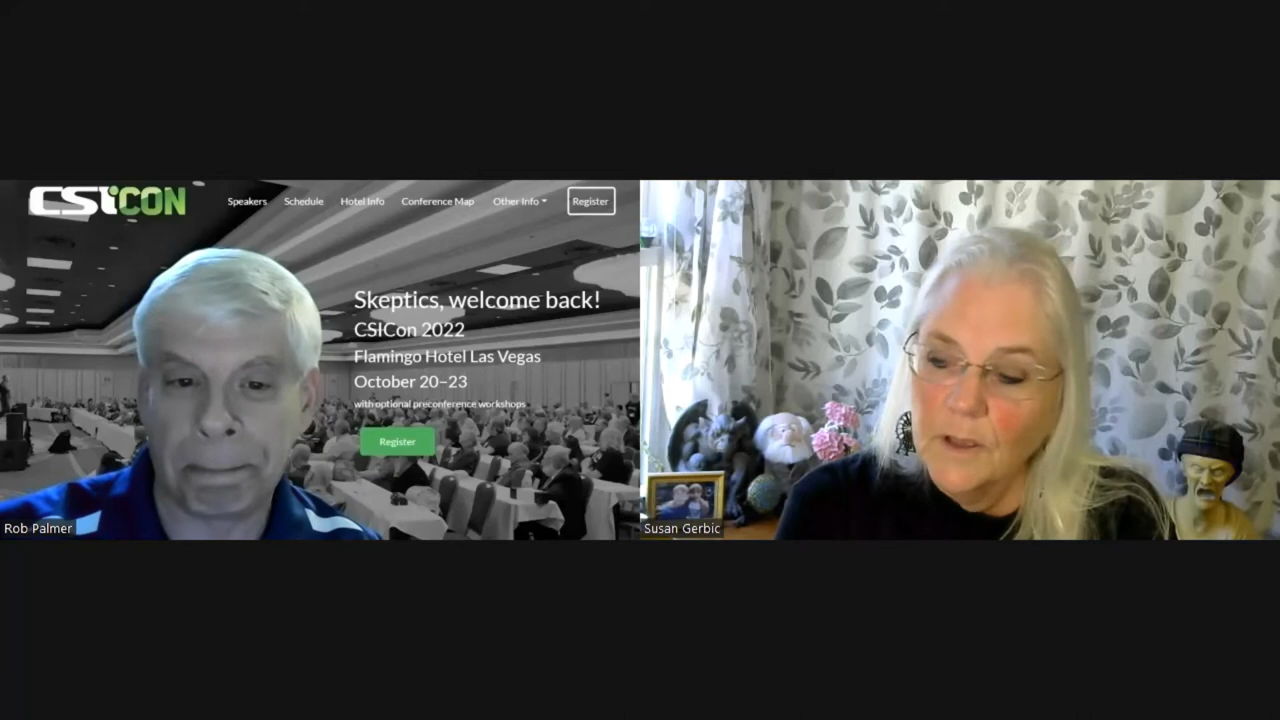 CSICON
Speakers Schedule Hotel Info Conference Map Other Info Register
Skeptics, welcome back!
CSICon 2022
Flamingo Hotel Las Vegas
October 20–23
with optional preconference workshops
Register
Rob Palmer
Susan Gerbic